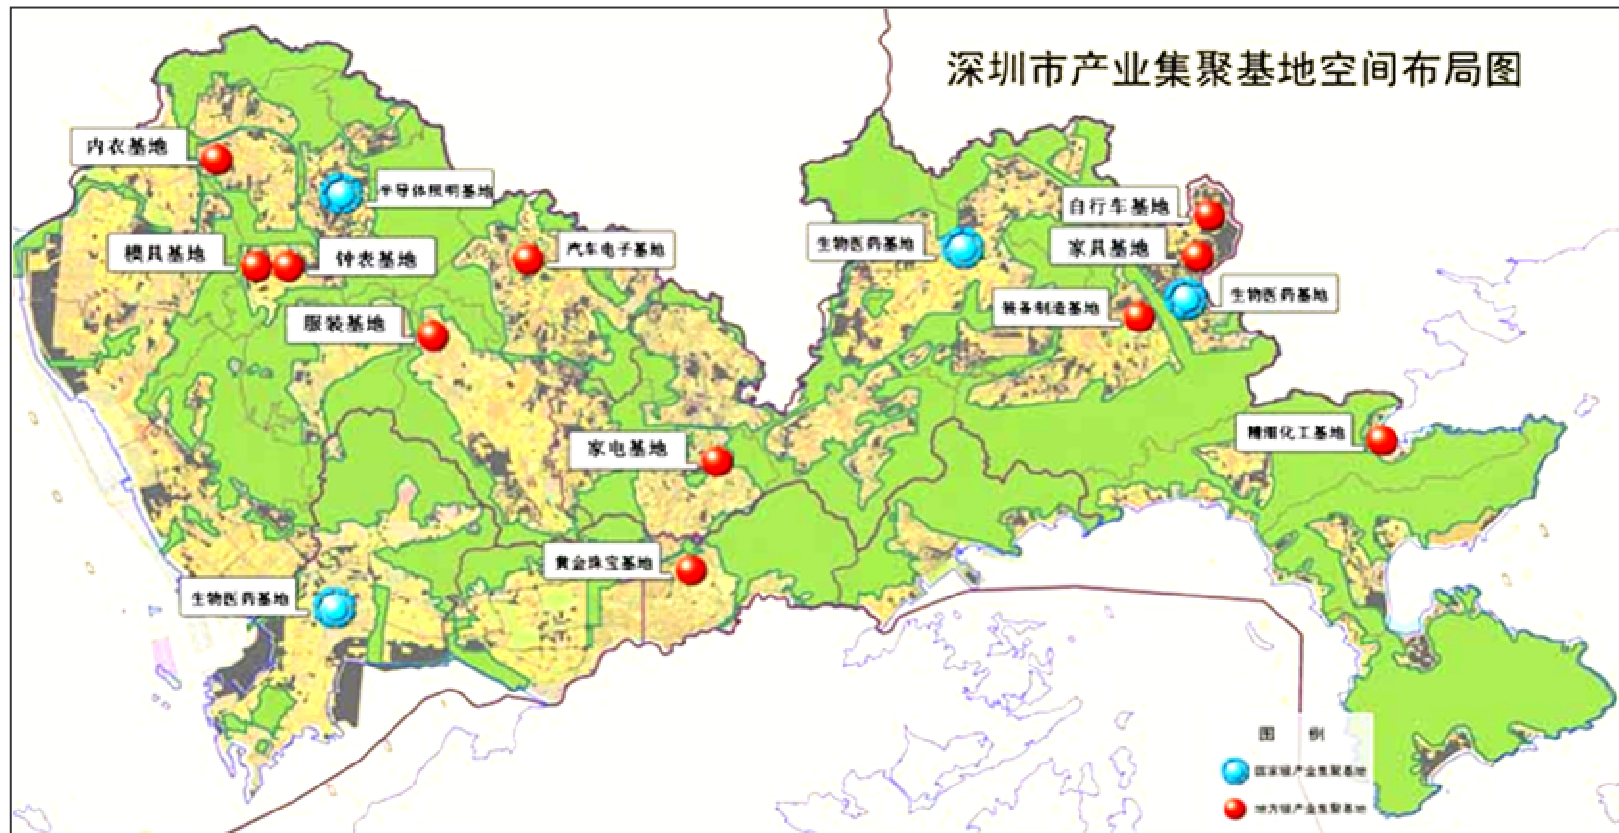 深圳市产业集聚基地空间布局图
内衣基地
半导体照明基地
模具基地
钟表基地
汽车电子基地
服装基地
家电基地
黄金珠宝基地
生物医药基地
生物医药基地
自行车基地
家具基地
生物医药基地
装备制造基地
精细化工基地
图 例
国家级产业集聚基地
地方级产业集聚基地